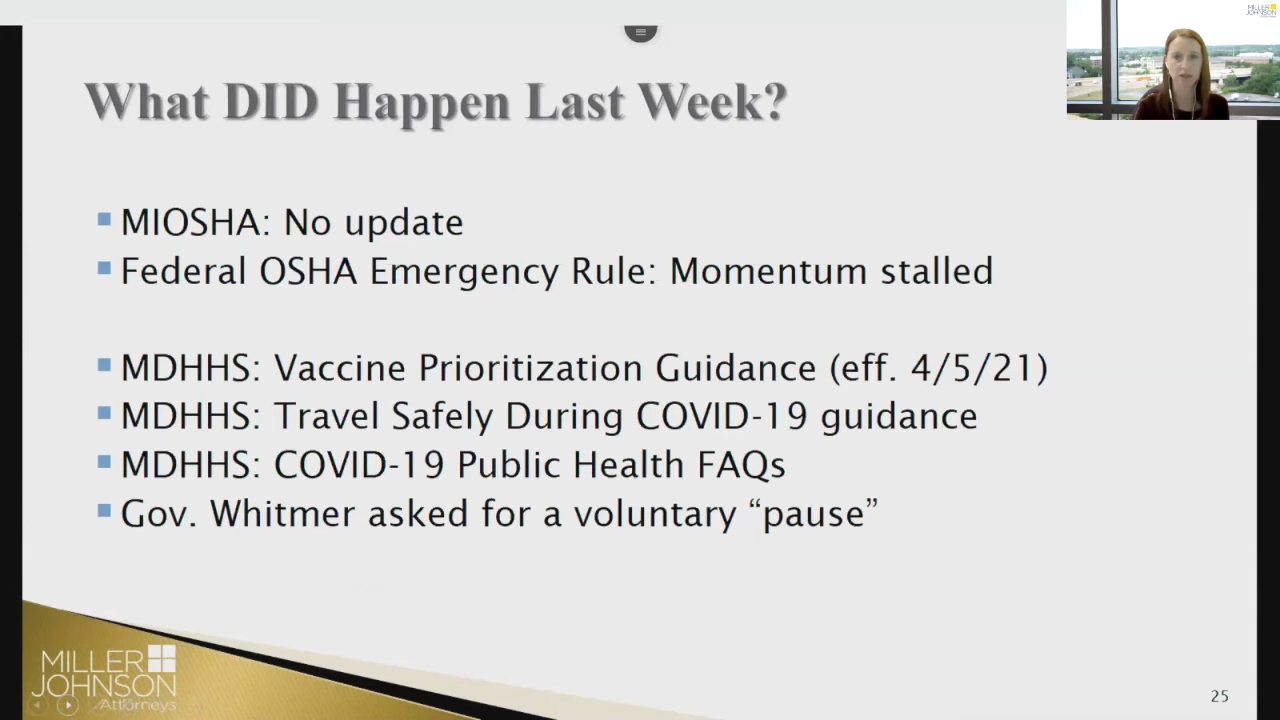 MILLER
JOHNSON
What DID Happen Last Week?
MIOSHA: No update
Federal OSHA Emergency Rule: Momentum stalled
MDHHS: Vaccine Prioritization Guidance (eff. 4/5/21)
MDHHS: Travel Safely During COVID-19 guidance
MDHHS: COVID-19 Public Health FAQs
Gov. Whitmer asked for a voluntary “pause”
MILLER
JOHNSON
Attorneys
25